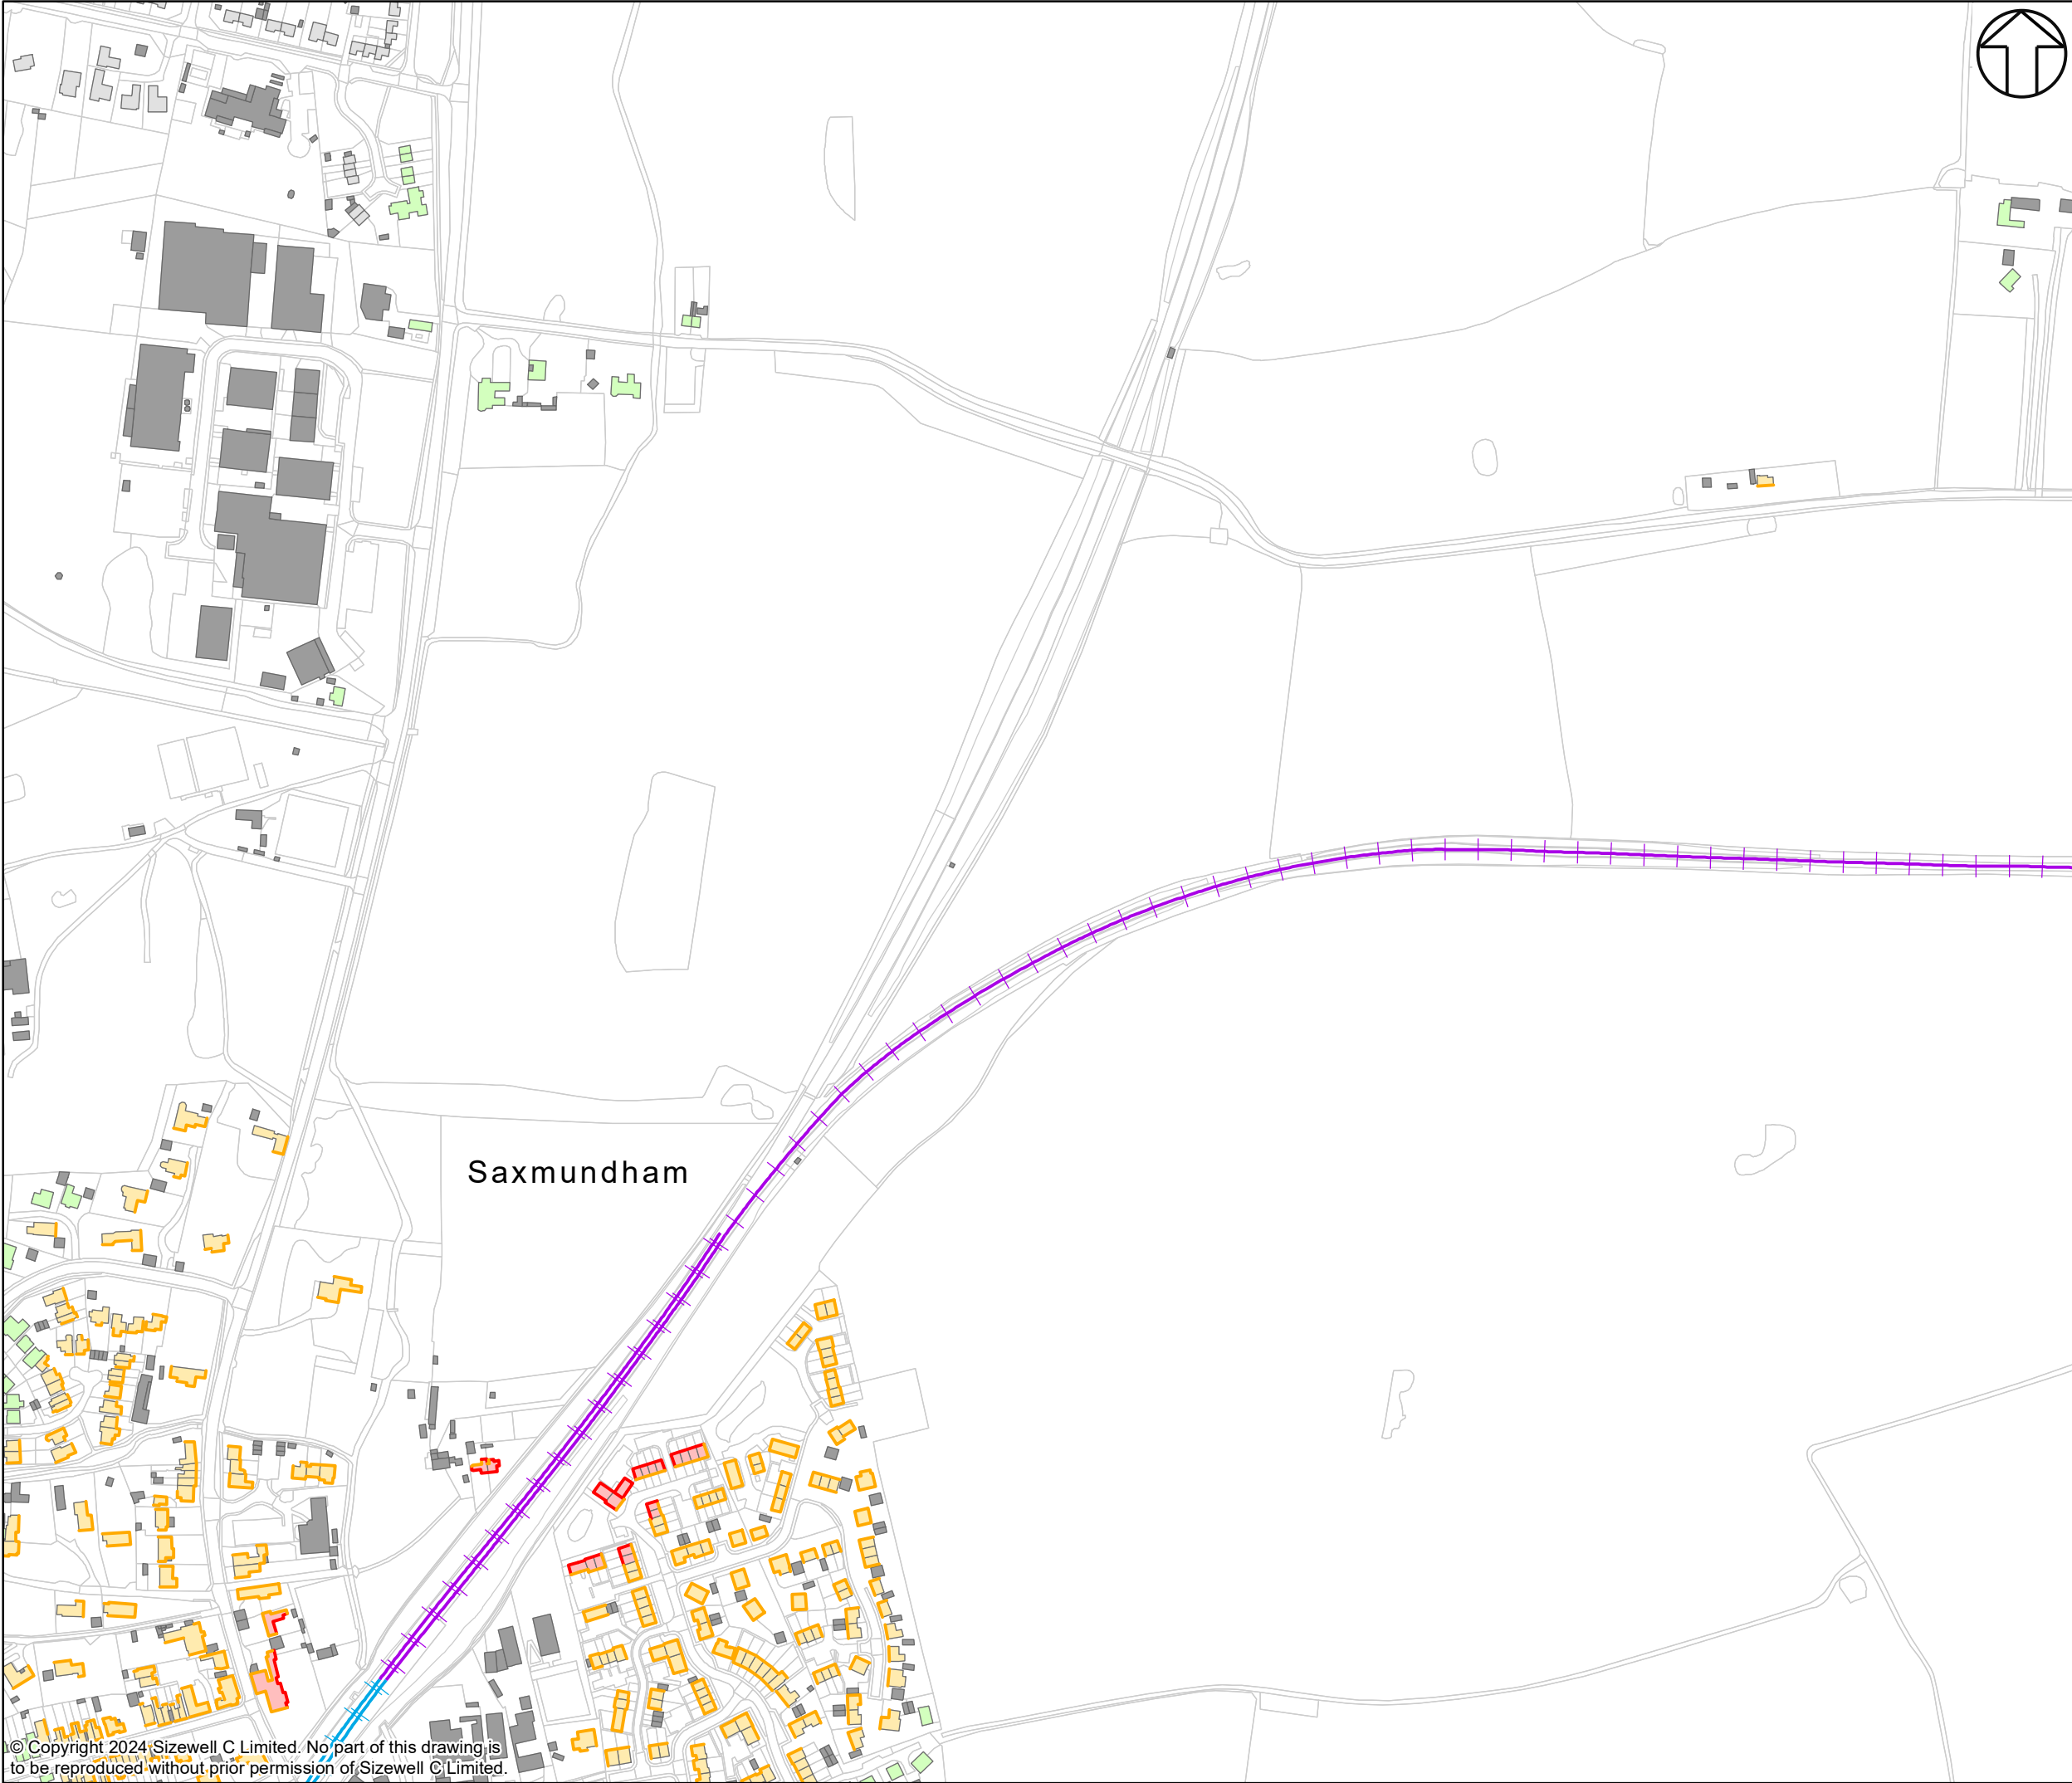 Saxmundham
© Copyright 2024 Sizewell C Limited. No part of this drawing is
to be reproduced without prior permission of Sizewell C Limited.